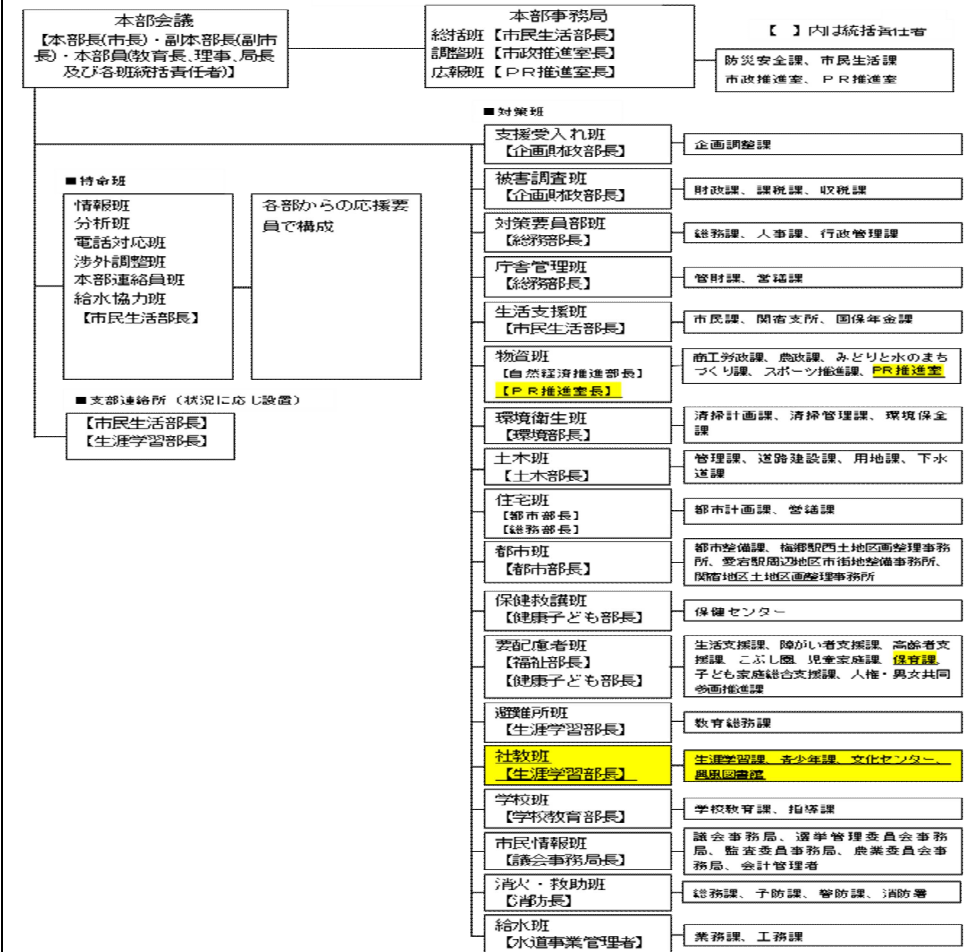 本部会議
【本部長(市長)・副本部長(副市
長)・本部員(教育長、理事、局長
及び各班統括責任者)】
本部事務局
総括班【市民生活部長】
調整班【市政推進室長】
広報班【PR推進室長】
【 】内は統括責任者
防災安全課、市民生活課
市政推進室、PR推進室
■特命班
情報班
分析班
電話対応班
渉外調整班
本部連絡員班
給水協力班
【市民生活部長】
各部からの応援要
員で構成
■支部連絡所(状況に応じ設置)
【市民生活部長】
【生涯学習部長】
■対策班
支援受入れ班
【企画財政部長】
企画調整課
被害調査班
【企画財政部長】
財政課、課税課、収税課
対策要員部班
【総務部長】
総務課、人事課、行政管理課
庁舎管理班
【総務部長】
管財課、営繕課
生活支援班
【市民生活部長】
市民課、関宿支所、国保年金課
物資班
【自然経済推進部長】
【PR推進室長】
商工労政課、農政課、みどりと水のまち
づくり課、スポーツ推進課、PR推進室
環境衛生班
【環境部長】
清掃計画課、清掃管理課、環境保全
課
土木班
【土木部長】
管理課、道路建設課、用地課、下水
道課
住宅班
【都市部長】
【総務部長】
都市計画課、営繕課
都市班
【都市部長】
都市整備課、梅郷駅西土地区画整理事務
所、愛宕駅周辺地区市街地整備事務所、
関宿地区土地区画整理事務所
保健救護班
【健康子ども部長】
保健センター
要配慮者班
【福祉部長】
【健康子ども部長】
生活支援課、障がい者支援課、高齢者支
援課、こぶし園、児童家庭課、保育課、
子ども家庭総合支援課、人権・男女共同
参画推進課
避難所班
【生涯学習部長】
教育総務課
社教班
【生涯学習部長】
生涯学習課、青少年課、文化センター、
興風図書館
学校班
【学校教育部長】
学校教育課、指導課
市民情報班
【議会事務局長】
議会事務局、選挙管理委員会事務
局、監査委員事務局、農業委員会事
務局、会計管理者
消火・救助班
【消防長】
総務課、予防課、警防課、消防署
給水班
【水道事業管理者】
業務課、工務課